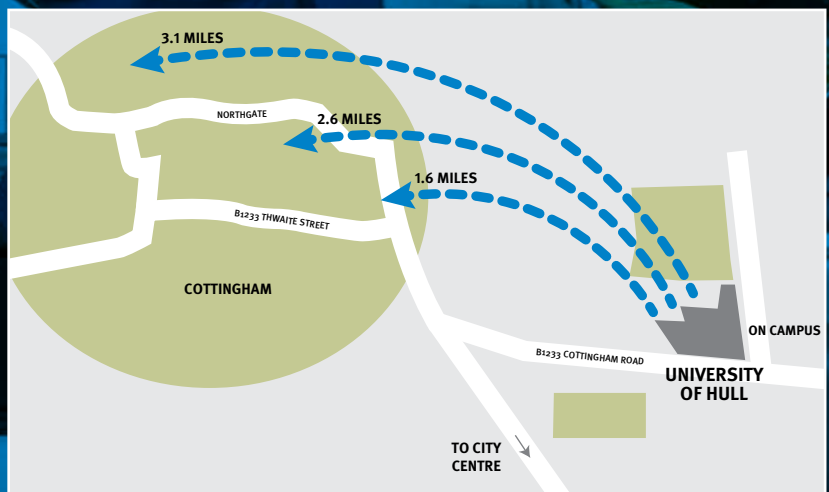 3.1 MILES
NORTHGATE
2.6 MILES
1.6 MILES
B1233 THWAITE STREET
COTTINGHAM
ON CAMPUS
B1233 COTTINGHAM ROAD
UNIVERSITY
OF HULL
TO CITY
CENTRE